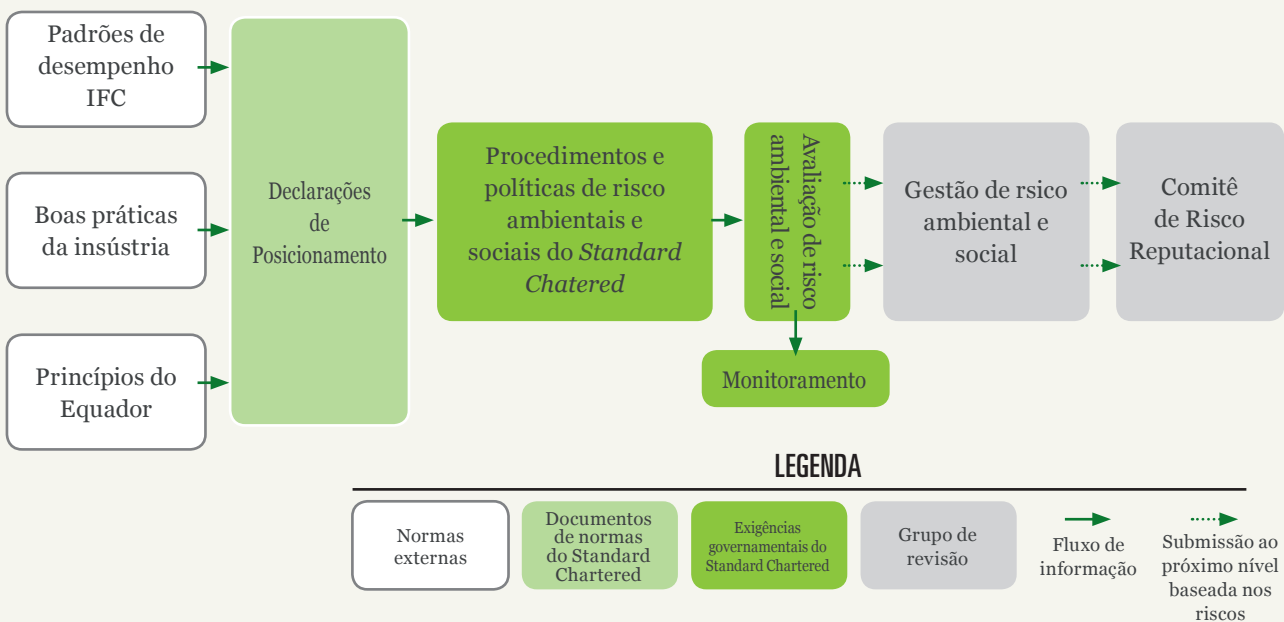 Padrões de
desempenho
IFC
Boas práticas
da insústria
Princípios do
Equador
Declarações
de
Posicionamento
Procedimentos e
políticas de risco
ambientais e
sociais do Standard
Chatered
Avaliação de risco
ambiental e social
Monitoramento
Gestão de rsico
ambiental e
social
Comitê
de Risco
Reputacional
LEGENDA
Normas
externas
Documentos
de normas
do Standard
Chartered
Exigências
governamentais do
Standard Chartered
Grupo de
revisão
Fluxo de
informação
Submissão ao
próximo nível
baseada nos
riscos